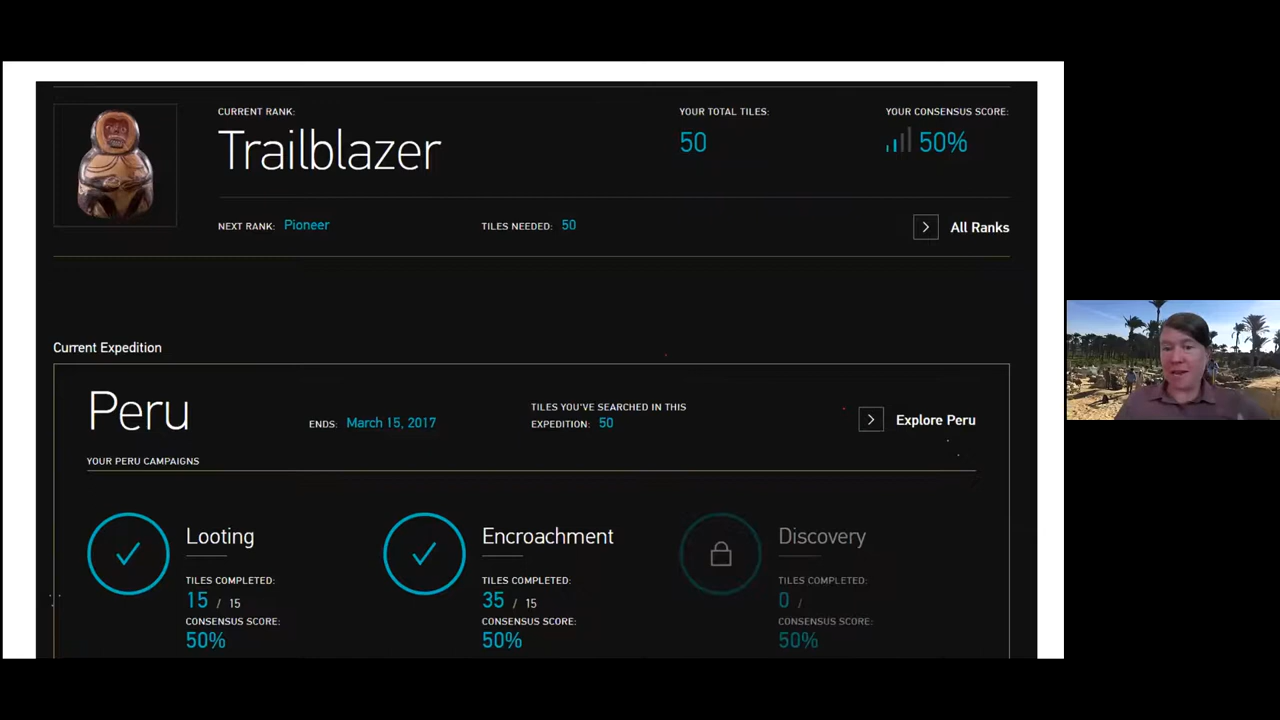 CURRENT RANK:
Trailblazer
YOUR TOTAL TILES:
50
YOUR CONSENSUS SCORE:
50%
NEXT RANK: Pioneer
TILES NEEDED: 50
All Ranks
Current Expedition
Peru
ENDS: March 15, 2017
TILES YOU'VE SEARCHED IN THIS
EXPEDITION: 50
Explore Peru
YOUR PERU CAMPAIGNS
Looting
TILES COMPLETED:
15 / 15
CONSENSUS SCORE:
50%
Encroachment
TILES COMPLETED:
35 / 15
CONSENSUS SCORE:
50%
Discovery
TILES COMPLETED:
0 /
CONSENSUS SCORE:
50%